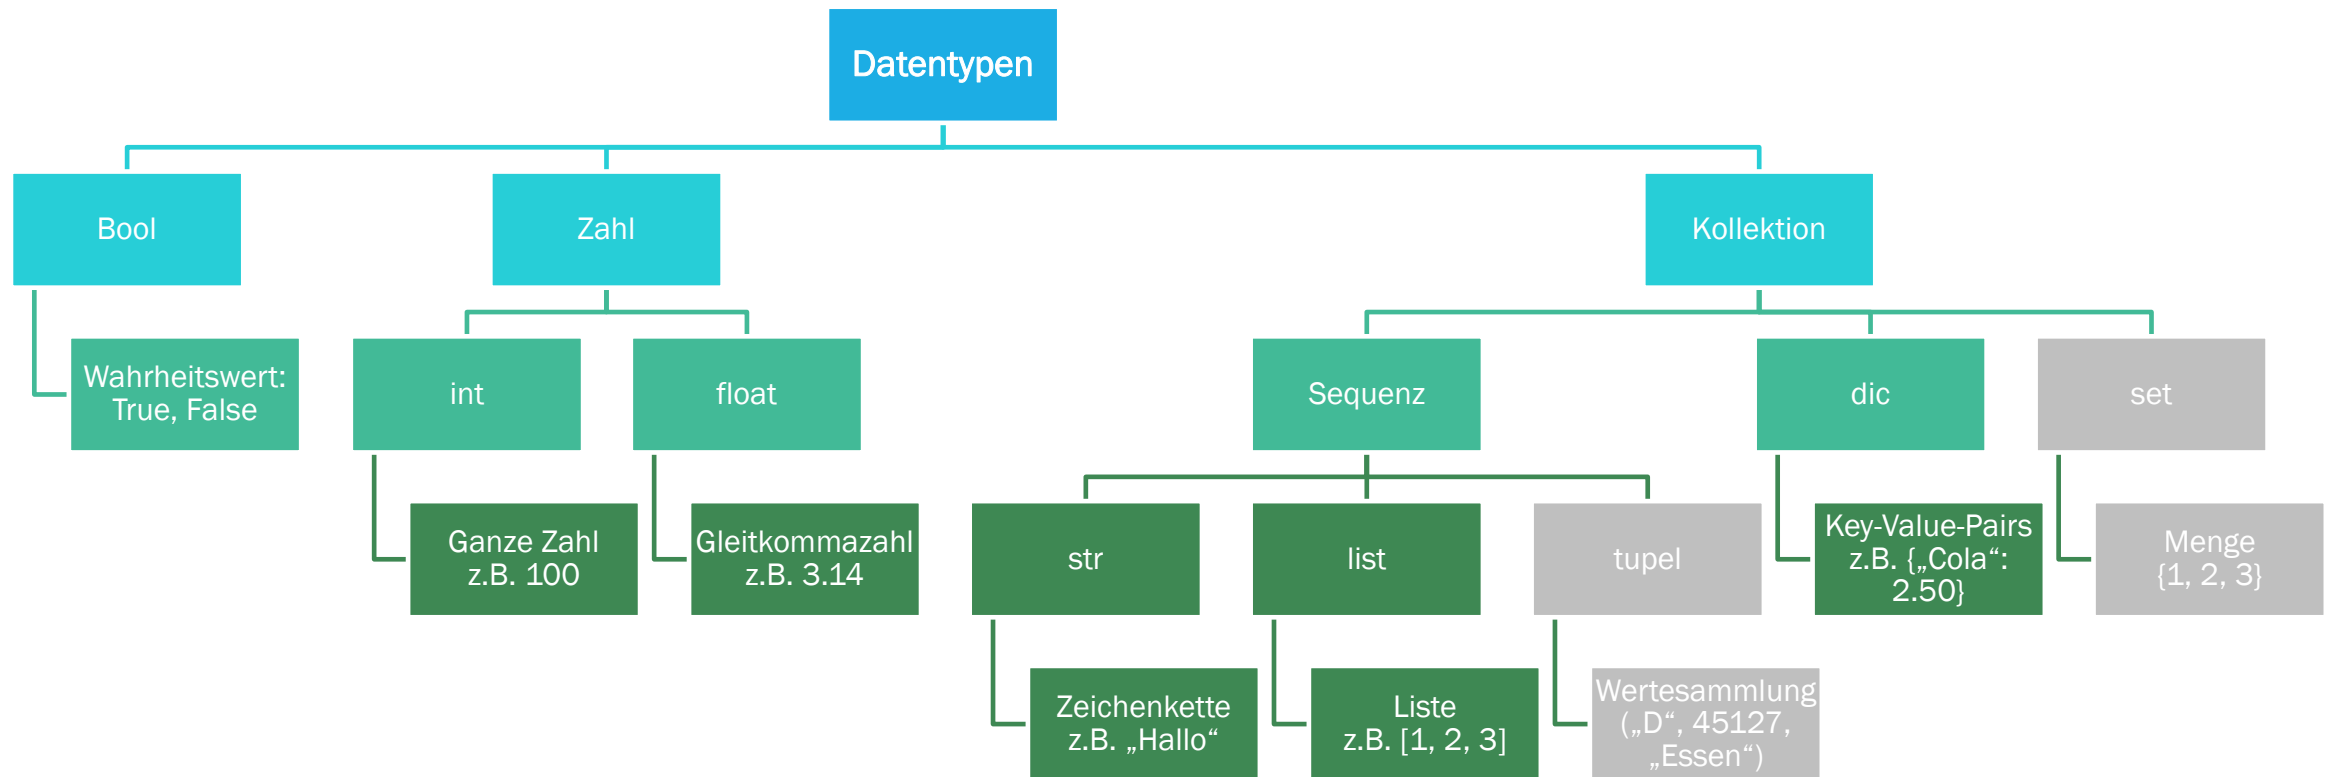 Datentypen
Bool
Zahl
Kollektion
Wahrheitswert:
True, False
int
float
Sequenz
dic
set
Ganze Zahl
z.B. 100
Gleitkommazahl
z.B. 3.14
str
list
tupel
Key-Value-Pairs
z.B. {„Cola“:
2.50}
Menge
{1, 2, 3}
Zeichenkette
z.B. „Hallo“
Liste
z.B. [1, 2, 3]
Wertesammlung
(„D“, 45127,
„Essen“)